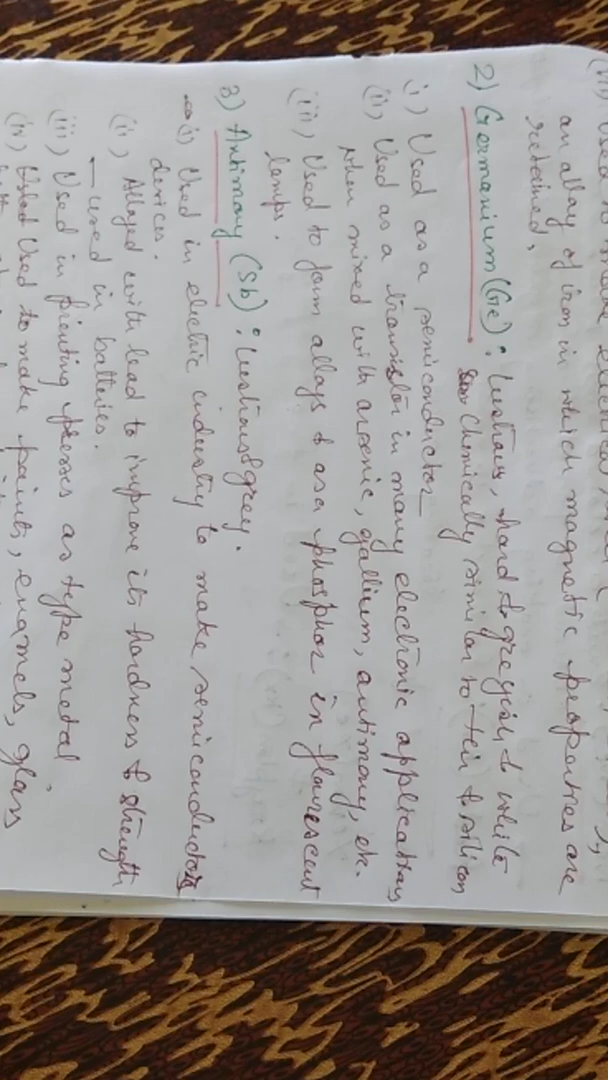 an alloy of iron in which magnetic properties are
retained.
2) Germanium (Ge) : Lustrous, hard & greyish & white
Chemically similar to tin & silicon
(i) Used as a semiconductor
(ii) Used as a transistor in many electronic applications
when mixed with arsenic, gallium, antimony, etc.
(iii) Used to form alloys & as a phosphor in flourescent
lamps.
3) Antimony (Sb) : Lustrous grey.
(i) Used in electric industry to make semiconductors
devices.
(ii) Alloyed with lead to improve its hardness & strength
– used in batteries.
(iii) Used in printing presses as type metal
(iv) Used to make paints, enamels, glass